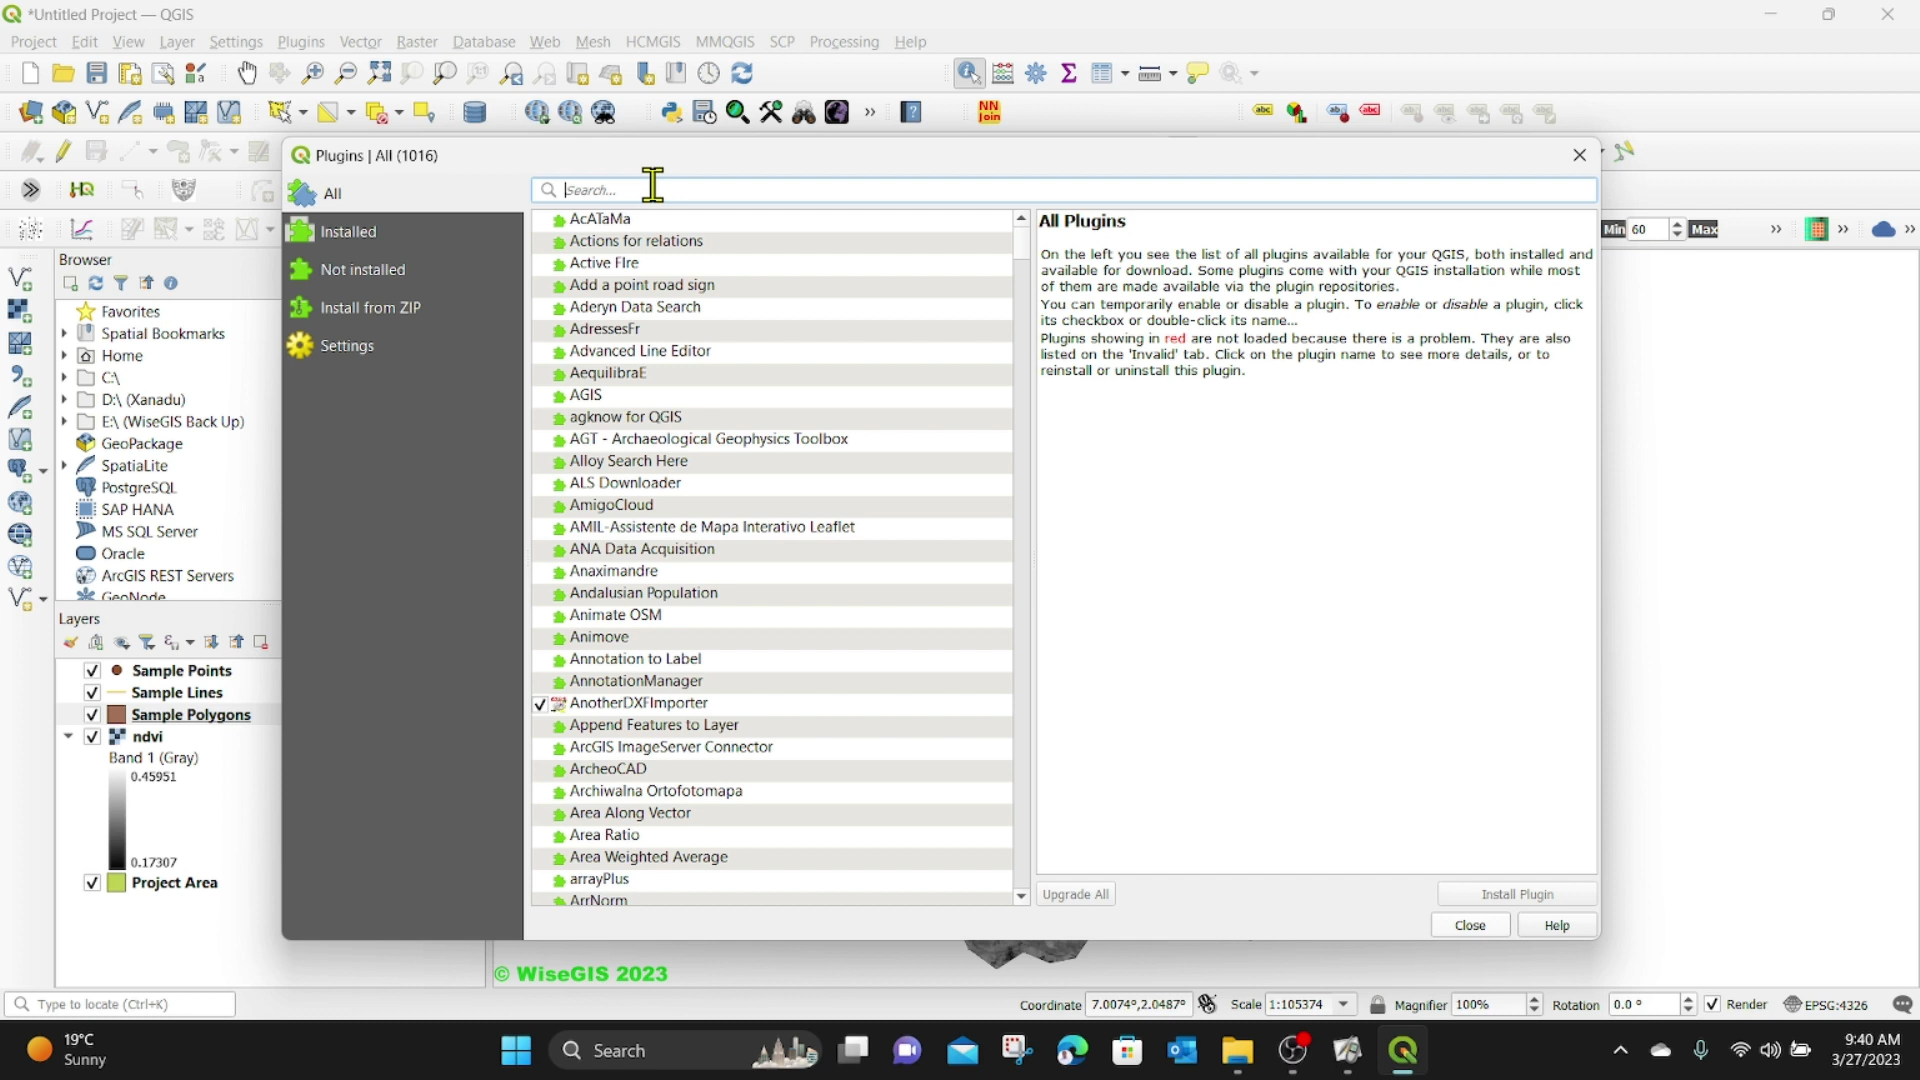 *Untitled Project — QGIS
Project Edit View Layer Settings Plugins Vector Raster Database Web Mesh HCMGIS MMQGIS SCP Processing Help
NN
Join
Plugins | All (1016)
All
Search...
Installed
Not installed
Install from ZIP
Settings
Min 60 Max
Browser
Favorites
Spatial Bookmarks
Home
C:\
D:\ (Xanadu)
E:\ (WiseGIS Back Up)
GeoPackage
SpatiaLite
PostgreSQL
SAP HANA
MS SQL Server
Oracle
ArcGIS REST Servers
GeoNode
Layers
Sample Points
Sample Lines
Sample Polygons
ndvi
Band 1 (Gray)
0.45951
0.17307
Project Area
AcATaMa
Actions for relations
Active FIre
Add a point road sign
Aderyn Data Search
AdressesFr
Advanced Line Editor
AequilibraE
AGIS
agknow for QGIS
AGT - Archaeological Geophysics Toolbox
Alloy Search Here
ALS Downloader
AmigoCloud
AMIL-Assistente de Mapa Interativo Leaflet
ANA Data Acquisition
Anaximandre
Andalusian Population
Animate OSM
Animove
Annotation to Label
AnnotationManager
AnotherDXFImporter
Append Features to Layer
ArcGIS ImageServer Connector
ArcheoCAD
Archiwalna Ortofotomapa
Area Along Vector
Area Ratio
Area Weighted Average
arrayPlus
ArrNorm
All Plugins
On the left you see the list of all plugins available for your QGIS, both installed and
available for download. Some plugins come with your QGIS installation while most
of them are made available via the plugin repositories.
You can temporarily enable or disable a plugin. To enable or disable a plugin, click
its checkbox or double-click its name...
Plugins showing in red are not loaded because there is a problem. They are also
listed on the 'Invalid' tab. Click on the plugin name to see more details, or to
reinstall or uninstall this plugin.
Upgrade All Install Plugin
Close Help
© WiseGIS 2023
Type to locate (Ctrl+K) Coordinate 7.0074°,2.0487° Scale 1:105374 Magnifier 100% Rotation 0.0 ° Render EPSG:4326
19°C
Sunny
Search
9:40 AM
3/27/2023